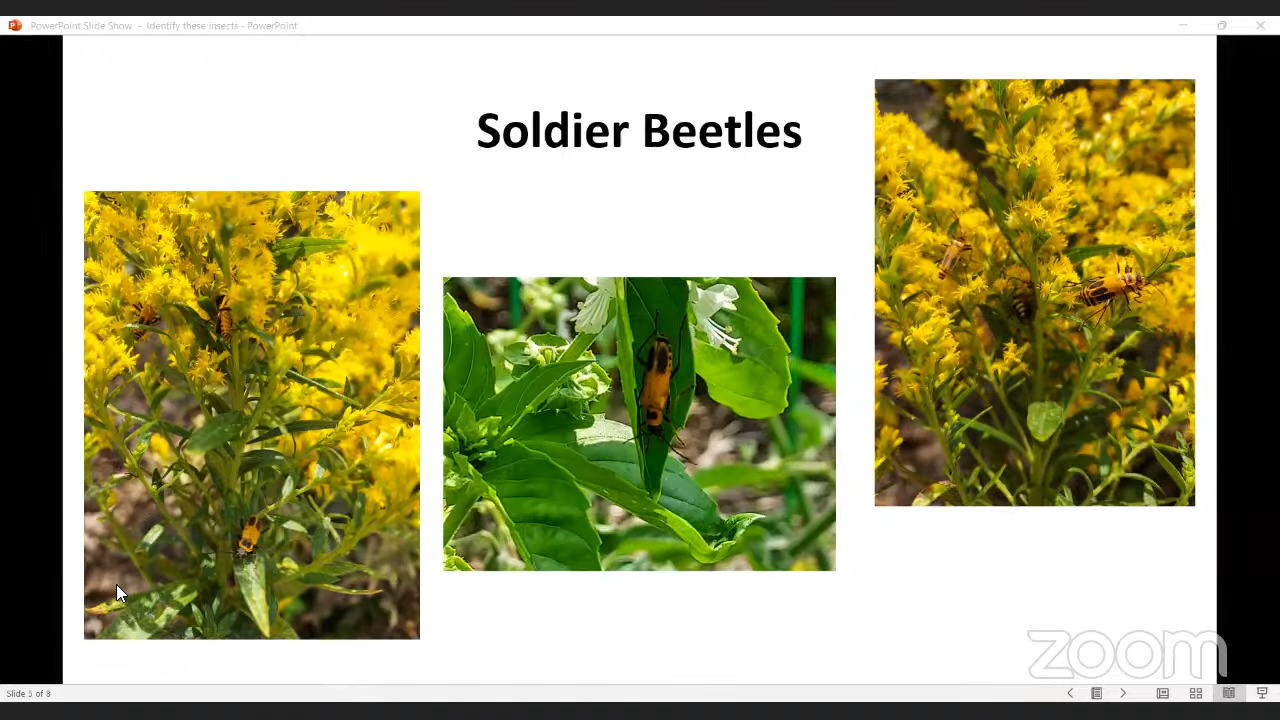 PowerPoint Slide Show - Identify these insects - PowerPoint
Soldier Beetles
zoom
Slide 5 of 8